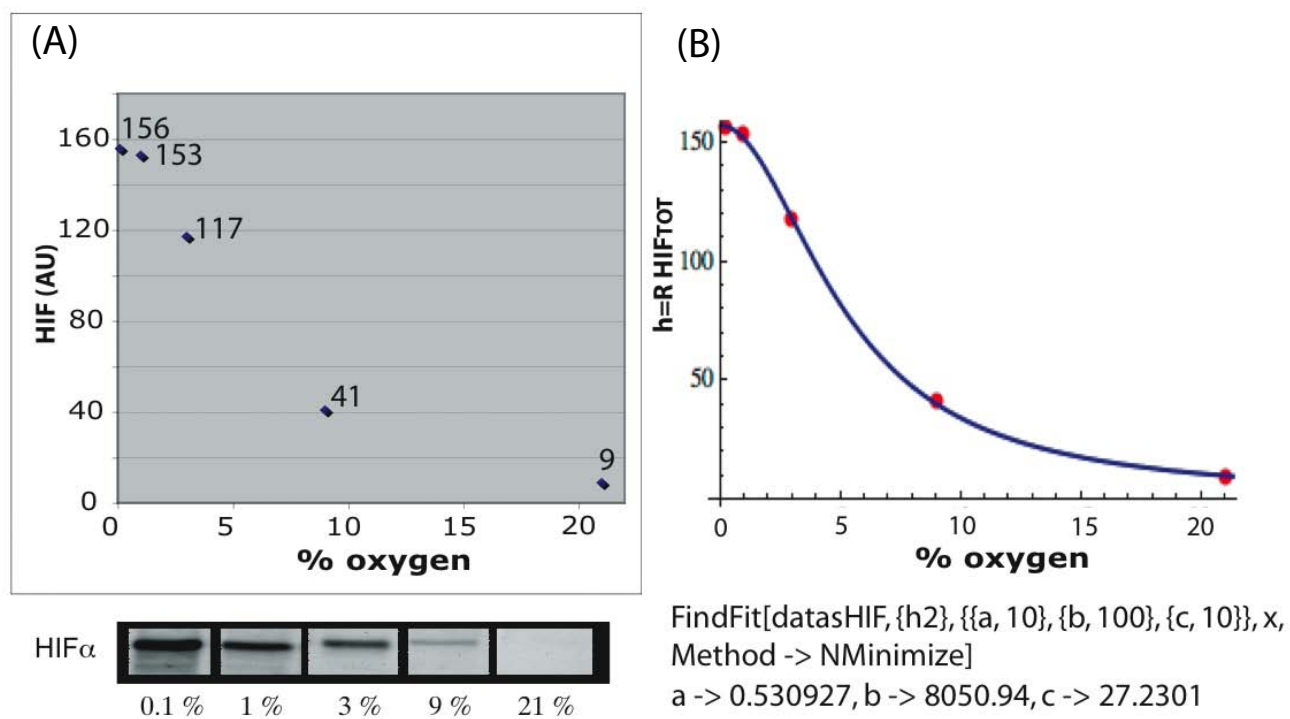 (A)
HIF (AU)
160
120
80
40
0
156
153
117
41
9
0 5 10 15 20
% oxygen
HIFα
0.1 % 1 % 3 % 9 % 21 %
(B)
h=R HIFTOT
150
100
50
0 5 10 15 20
% oxygen
FindFit[datasHIF, {h2}, {{a, 10}, {b, 100}, {c, 10}}, x,
Method -> NMinimize]
a -> 0.530927, b -> 8050.94, c -> 27.2301